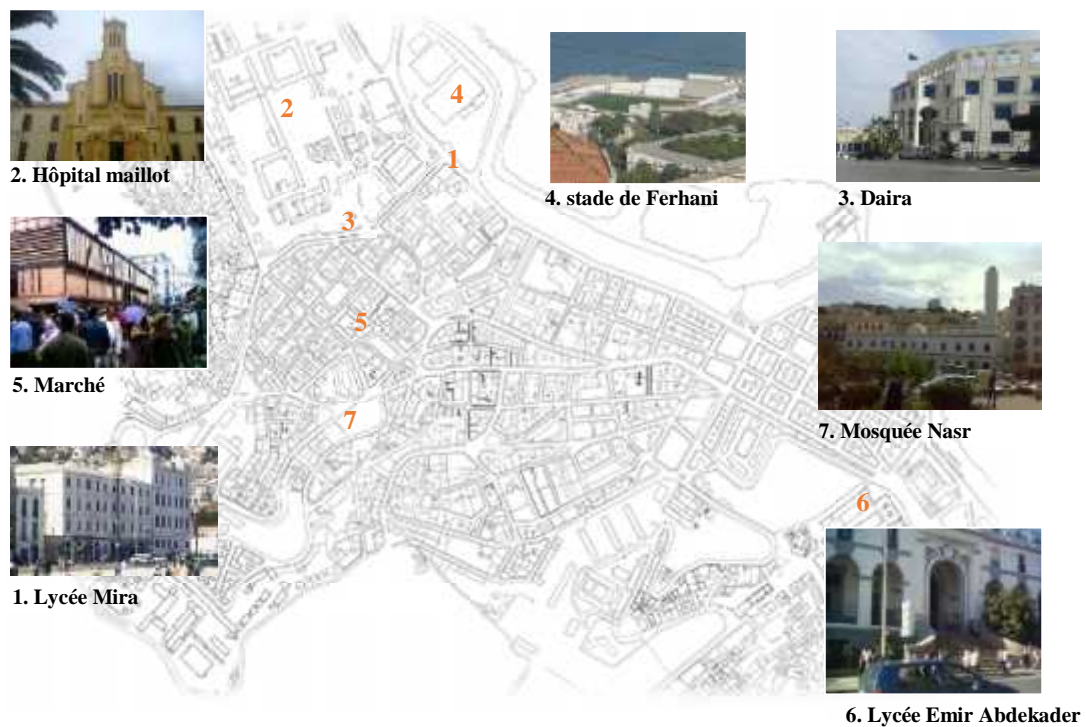 2
4
1
2. Hôpital maillot
4. stade de Ferhani
3. Daira
3
5
5. Marché
7
7. Mosquée Nasr
6
1. Lycée Mira
6. Lycée Emir Abdekader